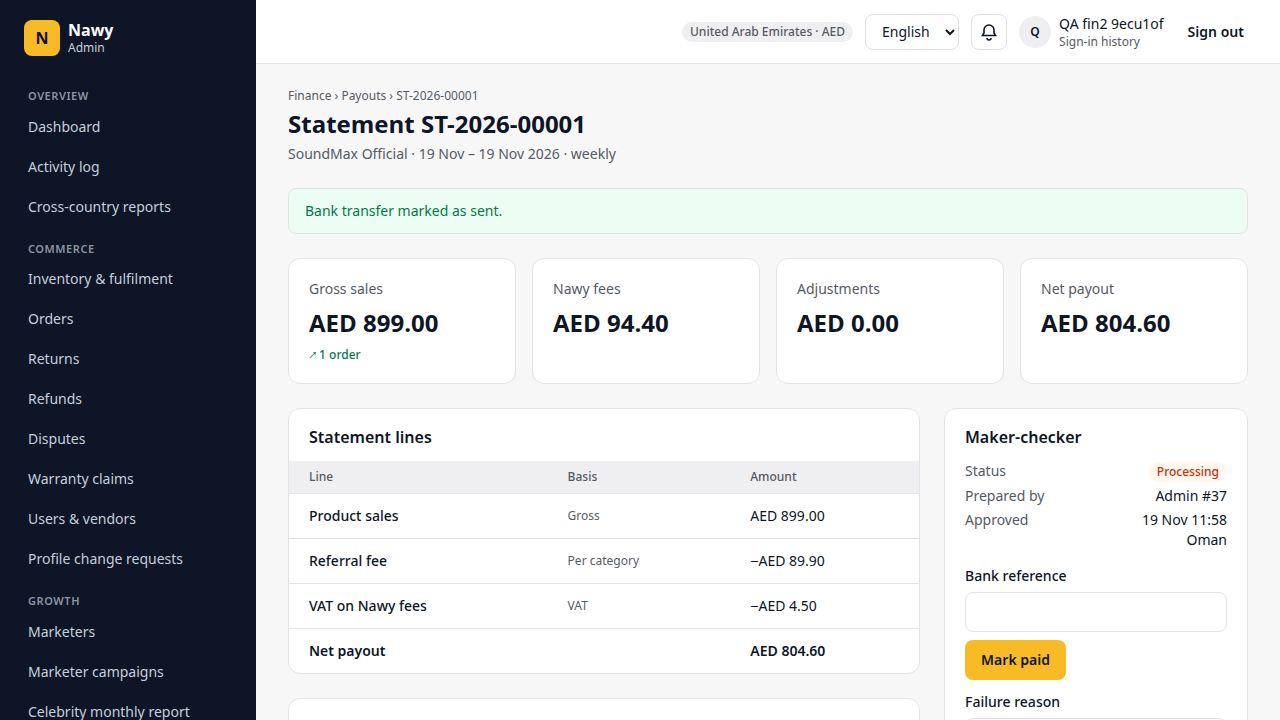 N
Nawy
Admin
OVERVIEW
Dashboard
Activity log
Cross-country reports
COMMERCE
Inventory & fulfilment
Orders
Returns
Refunds
Disputes
Warranty claims
Users & vendors
Profile change requests
GROWTH
Marketers
Marketer campaigns
Celebrity monthly report
United Arab Emirates · AED
English
Q
QA fin2 9ecu1of
Sign-in history
Sign out
Finance › Payouts › ST-2026-00001
Statement ST-2026-00001
SoundMax Official · 19 Nov – 19 Nov 2026 · weekly
Bank transfer marked as sent.
Gross sales
AED 899.00
↗ 1 order
Nawy fees
AED 94.40
Adjustments
AED 0.00
Net payout
AED 804.60
Statement lines
Line Basis Amount
Product sales Gross AED 899.00
Referral fee Per category −AED 89.90
VAT on Nawy fees VAT −AED 4.50
Net payout AED 804.60
Maker-checker
Status Processing
Prepared by Admin #37
Approved 19 Nov 11:58
Oman
Bank reference
Mark paid
Failure reason